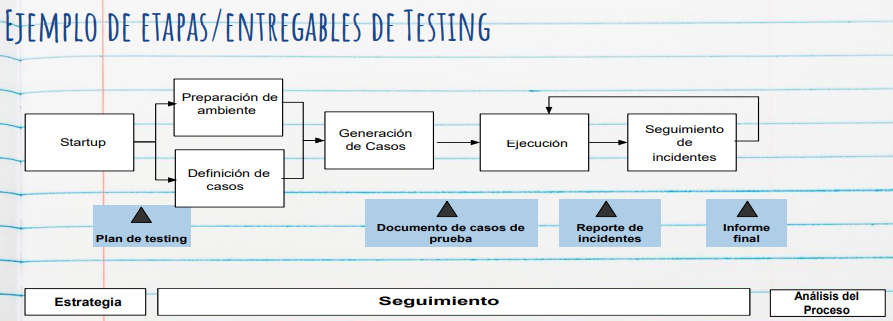 Ejemplo de etapas/entregables de Testing
Preparación de
ambiente
Startup
Generación
de Casos
Ejecución
Seguimiento
de
incidentes
Definición de
casos
Plan de testing
Documento de casos de
prueba
Reporte de
incidentes
Informe
final
Estrategia
Seguimiento
Análisis del
Proceso